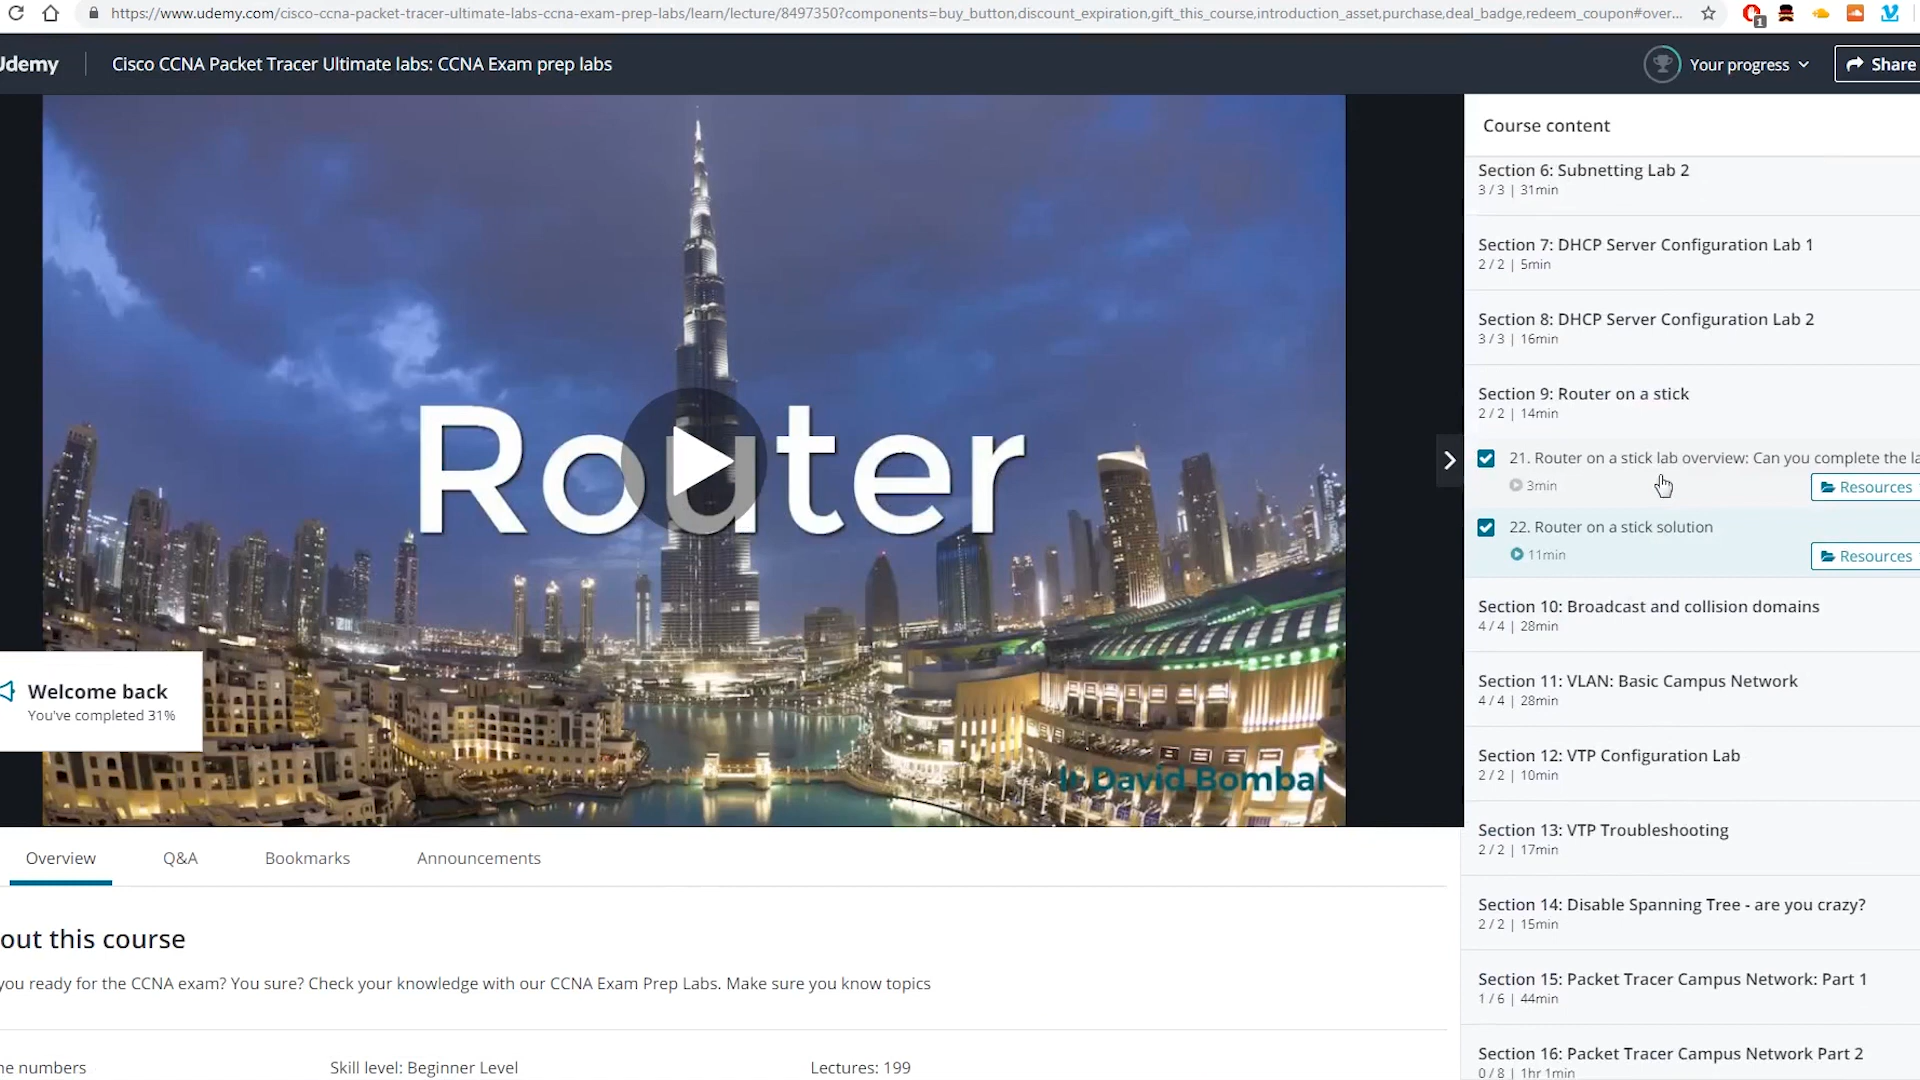 https://www.udemy.com/cisco-ccna-packet-tracer-ultimate-labs-ccna-exam-prep-labs/learn/lecture/8497350?components=buy_button,discount_expiration,gift_this_course,introduction_asset,purchase,deal_badge,redeem_coupon#over...
1
Udemy
Cisco CCNA Packet Tracer Ultimate labs: CCNA Exam prep labs
Your progress
Share
Router
David Bombal
Welcome back
You've completed 31%
Course content
Section 6: Subnetting Lab 2
3 / 3 | 31min
Section 7: DHCP Server Configuration Lab 1
2 / 2 | 5min
Section 8: DHCP Server Configuration Lab 2
3 / 3 | 16min
Section 9: Router on a stick
2 / 2 | 14min
21. Router on a stick lab overview: Can you complete the la
3min
Resources
22. Router on a stick solution
11min
Resources
Section 10: Broadcast and collision domains
4 / 4 | 28min
Section 11: VLAN: Basic Campus Network
4 / 4 | 28min
Section 12: VTP Configuration Lab
2 / 2 | 10min
Section 13: VTP Troubleshooting
2 / 2 | 17min
Section 14: Disable Spanning Tree - are you crazy?
2 / 2 | 15min
Section 15: Packet Tracer Campus Network: Part 1
1 / 6 | 44min
Section 16: Packet Tracer Campus Network Part 2
0 / 8 | 1hr 1min
Overview
Q&A
Bookmarks
Announcements
out this course
you ready for the CCNA exam? You sure? Check your knowledge with our CCNA Exam Prep Labs. Make sure you know topics
he numbers
Skill level: Beginner Level
Lectures: 199